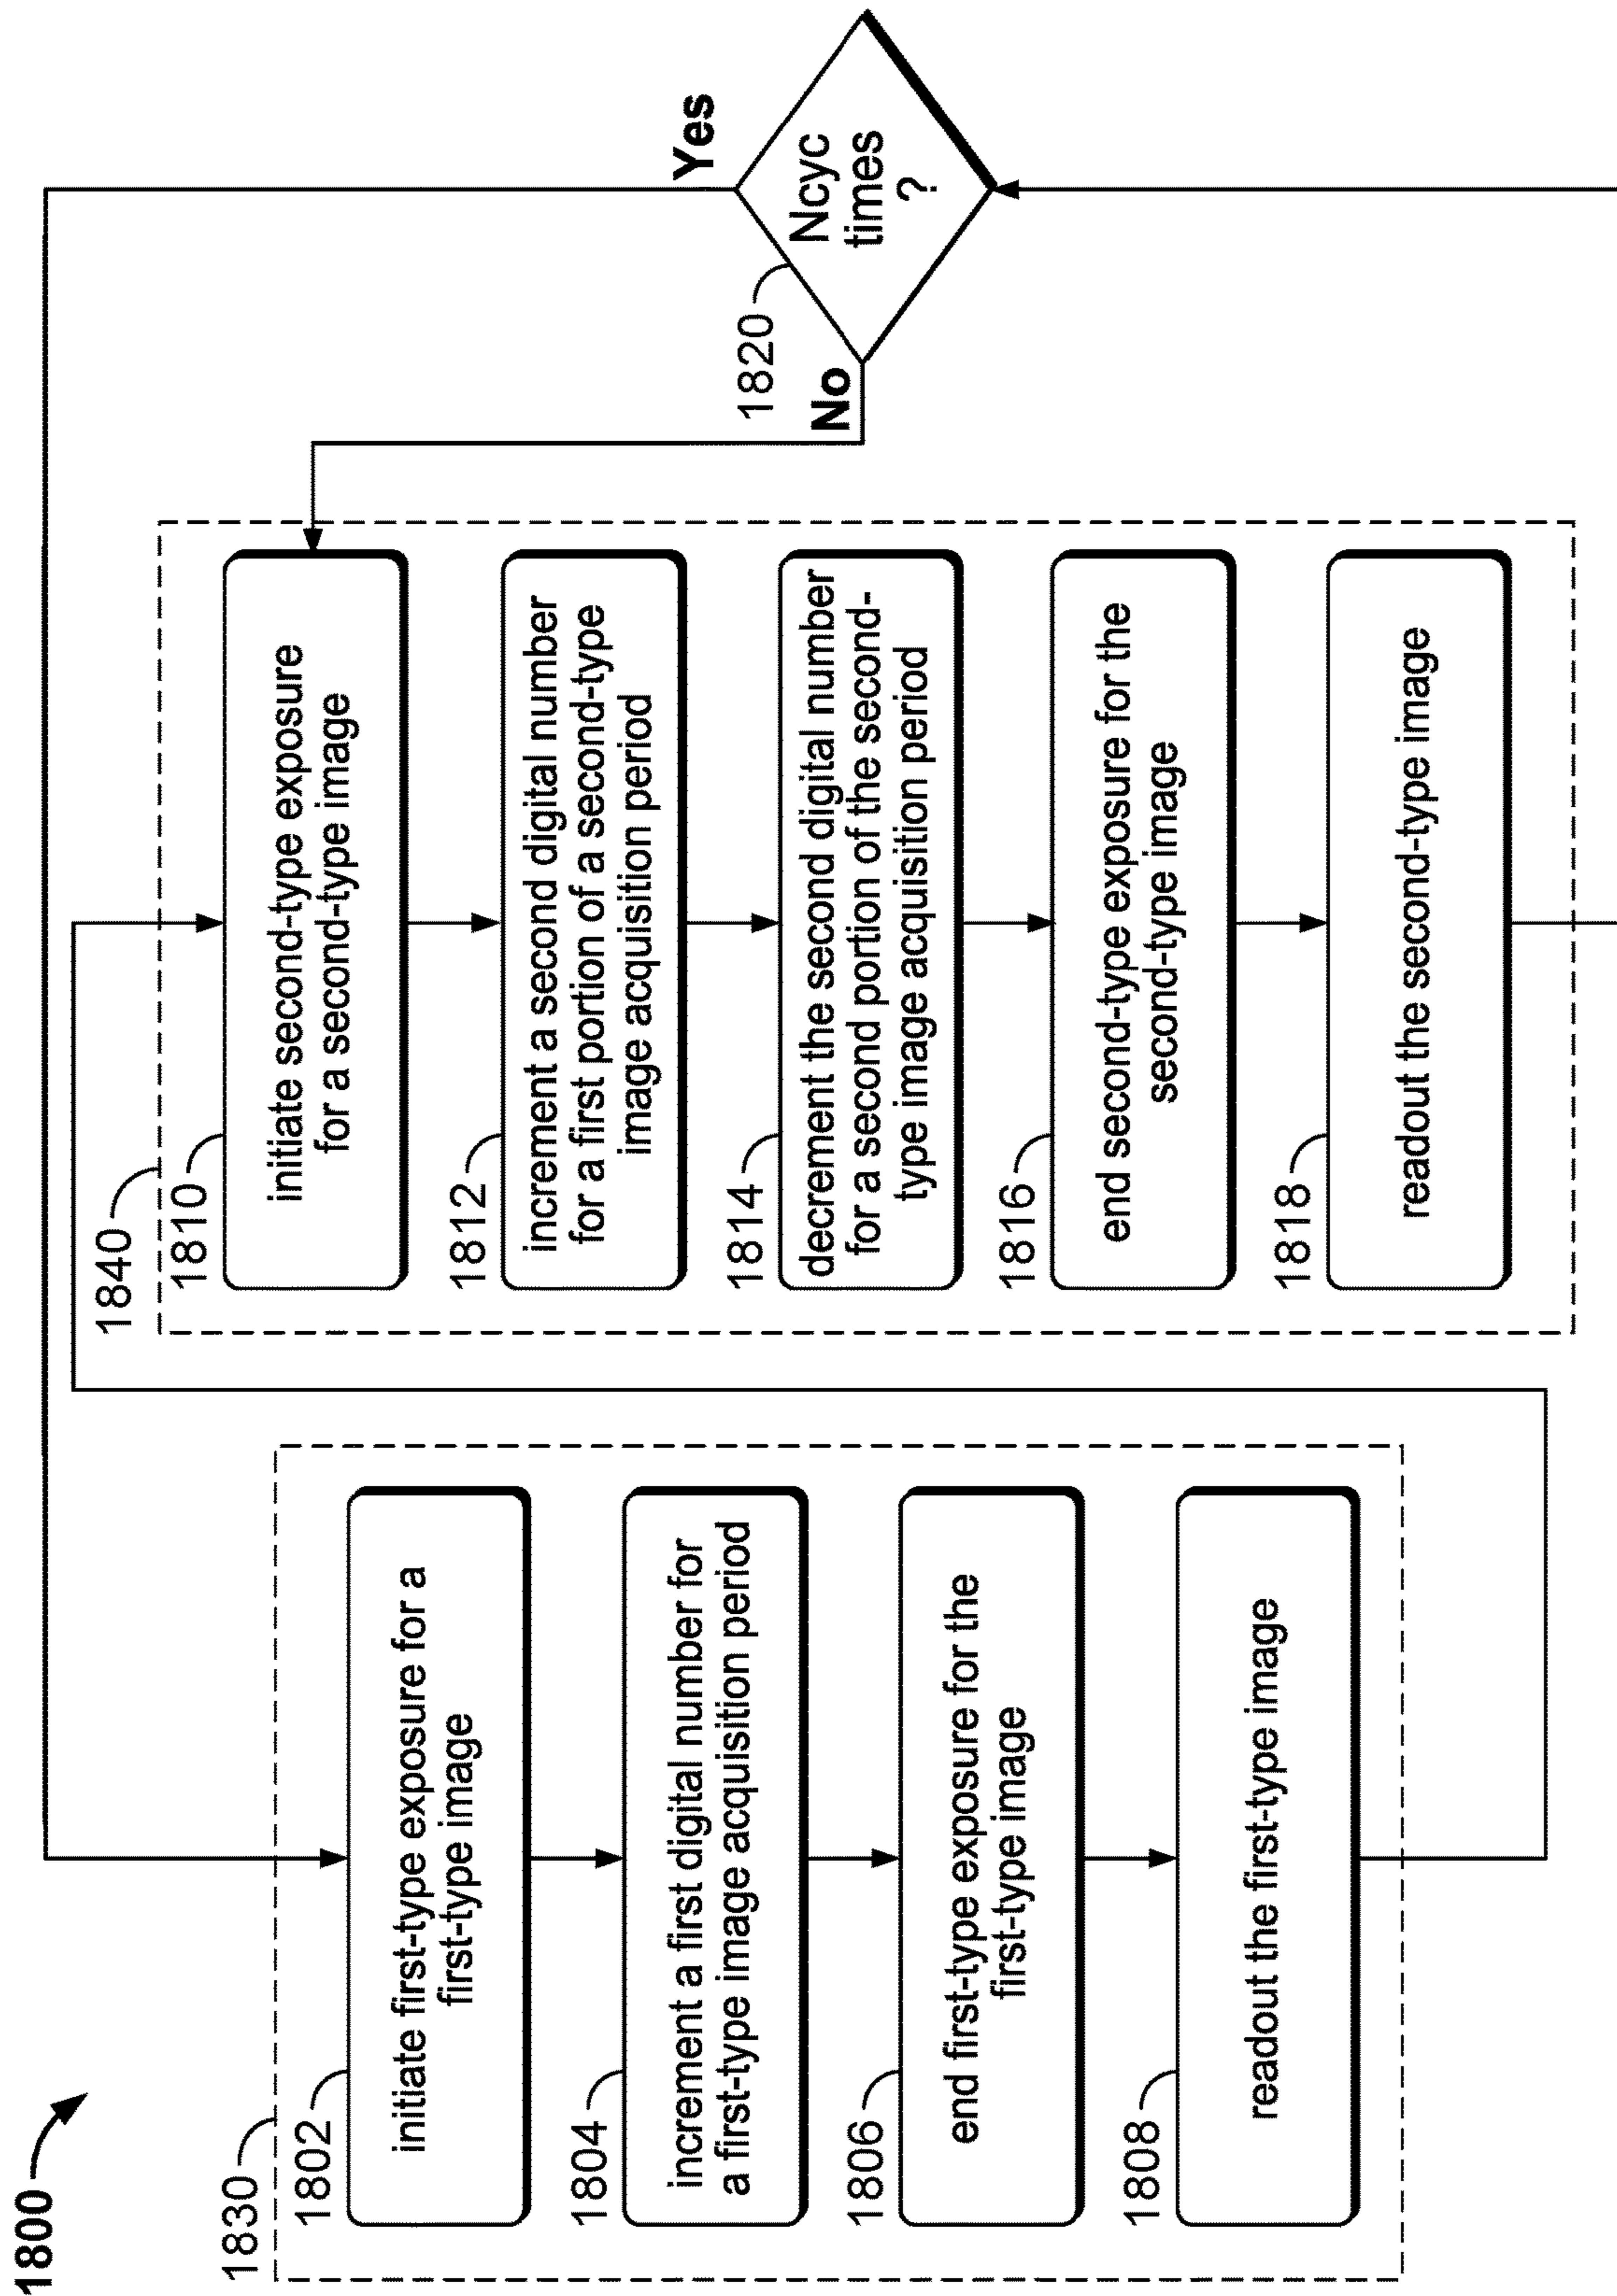 1800
1830
1802
initiate first-type exposure for a
first-type image
1804
increment a first digital number for
a first-type image acquisition period
1806
end first-type exposure for the
first-type image
1808
readout the first-type image
1840
1810
initiate second-type exposure
for a second-type image
1812
increment a second digital number
for a first portion of a second-type
image acquisition period
1814
decrement the second digital number
for a second portion of the second-
type image acquisition period
1816
end second-type exposure for the
second-type image
1818
readout the second-type image
Yes
No
1820
Ncyc
times
?